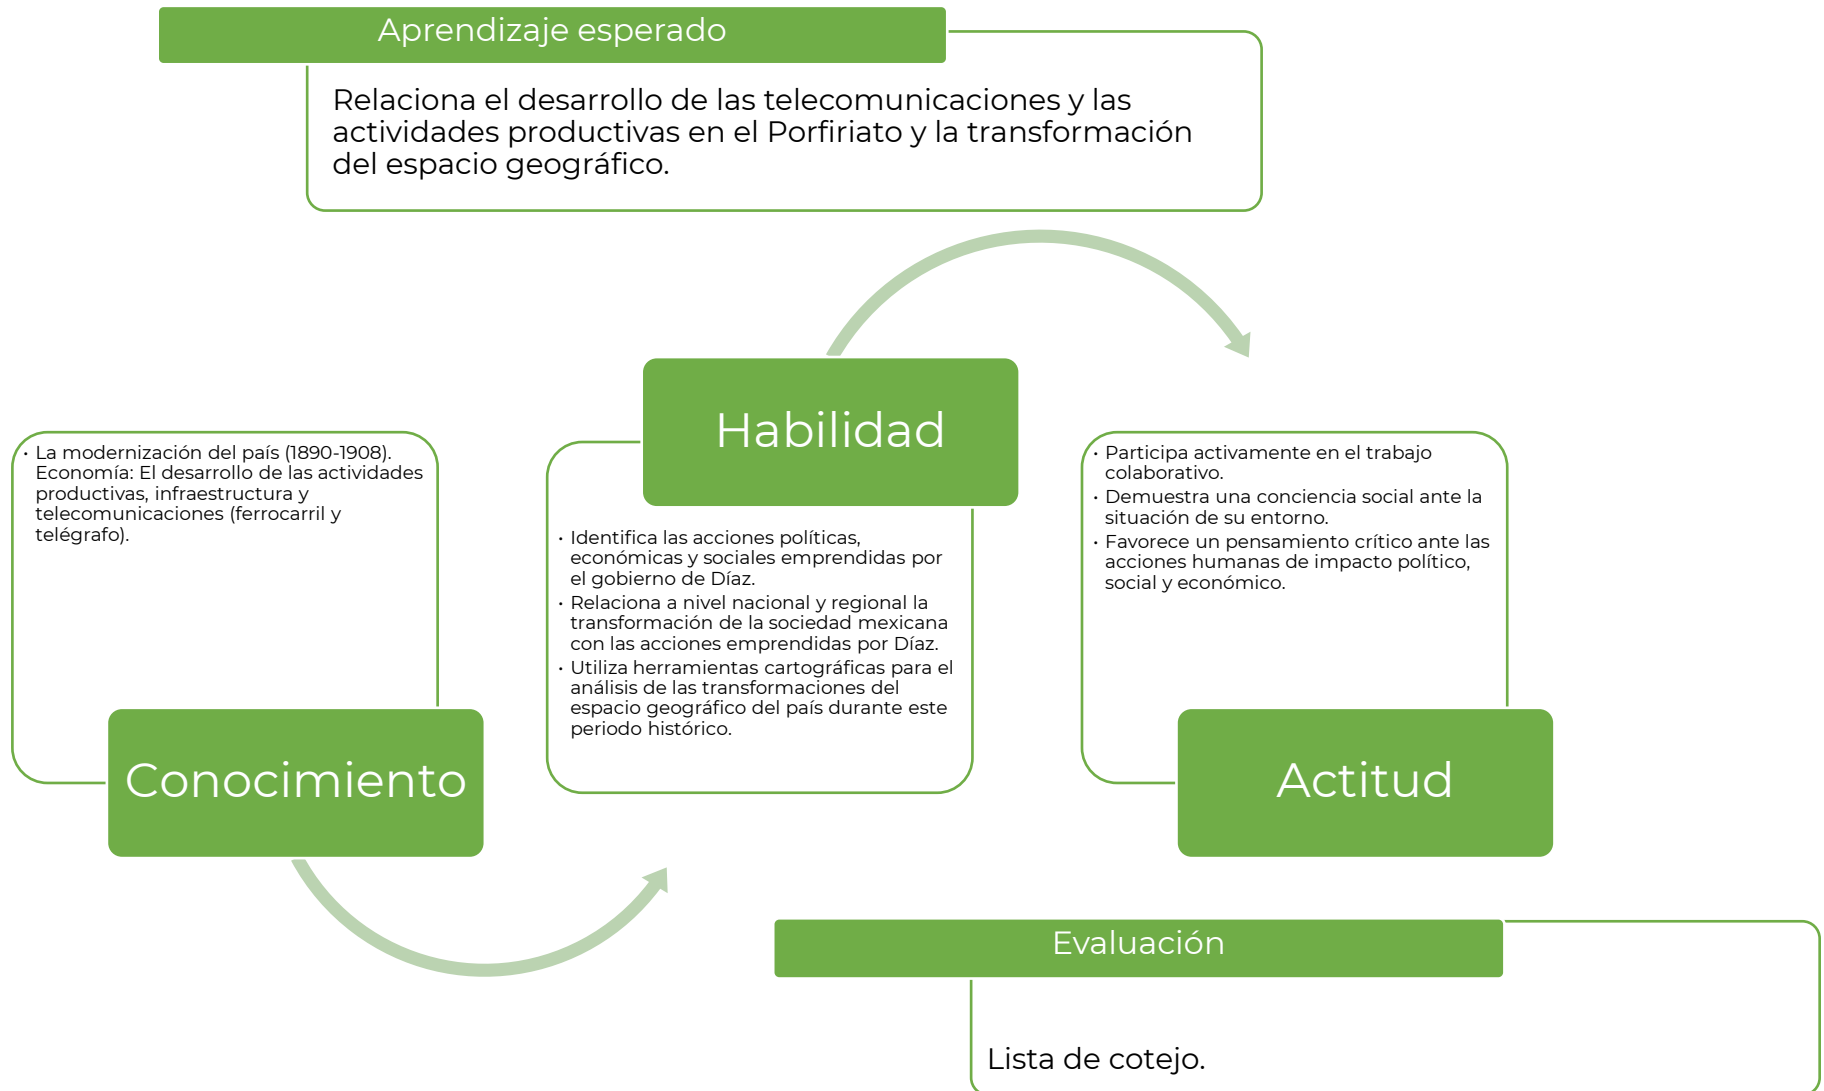 Aprendizaje esperado
Relaciona el desarrollo de las telecomunicaciones y las
actividades productivas en el Porfiriato y la transformación
del espacio geográfico.
• La modernización del país (1890-1908).
Economía: El desarrollo de las actividades
productivas, infraestructura y
telecomunicaciones (ferrocarril y
telégrafo).
Conocimiento
Habilidad
• Identifica las acciones políticas,
económicas y sociales emprendidas por
el gobierno de Díaz.
• Relaciona a nivel nacional y regional la
transformación de la sociedad mexicana
con las acciones emprendidas por Díaz.
• Utiliza herramientas cartográficas para el
análisis de las transformaciones del
espacio geográfico del país durante este
periodo histórico.
• Participa activamente en el trabajo
colaborativo.
• Demuestra una conciencia social ante la
situación de su entorno.
• Favorece un pensamiento crítico ante las
acciones humanas de impacto político,
social y económico.
Actitud
Evaluación
Lista de cotejo.